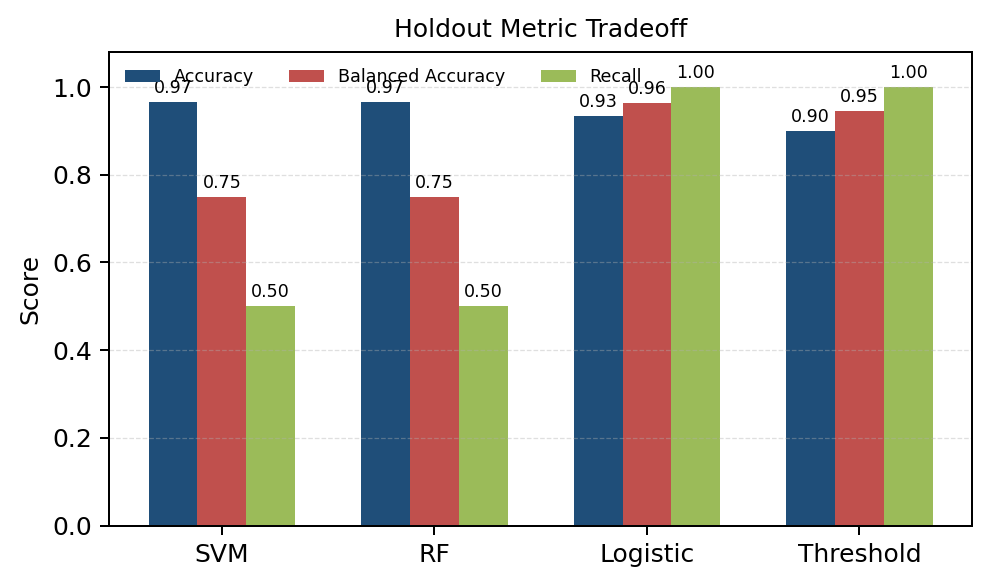 Holdout Metric Tradeoff
Accuracy Balanced Accuracy Recall
0.97 0.75 0.50
0.97 0.75 0.50
0.93 0.96 1.00
0.90 0.95 1.00
Score
1.0
0.8
0.6
0.4
0.2
0.0
SVM RF Logistic Threshold